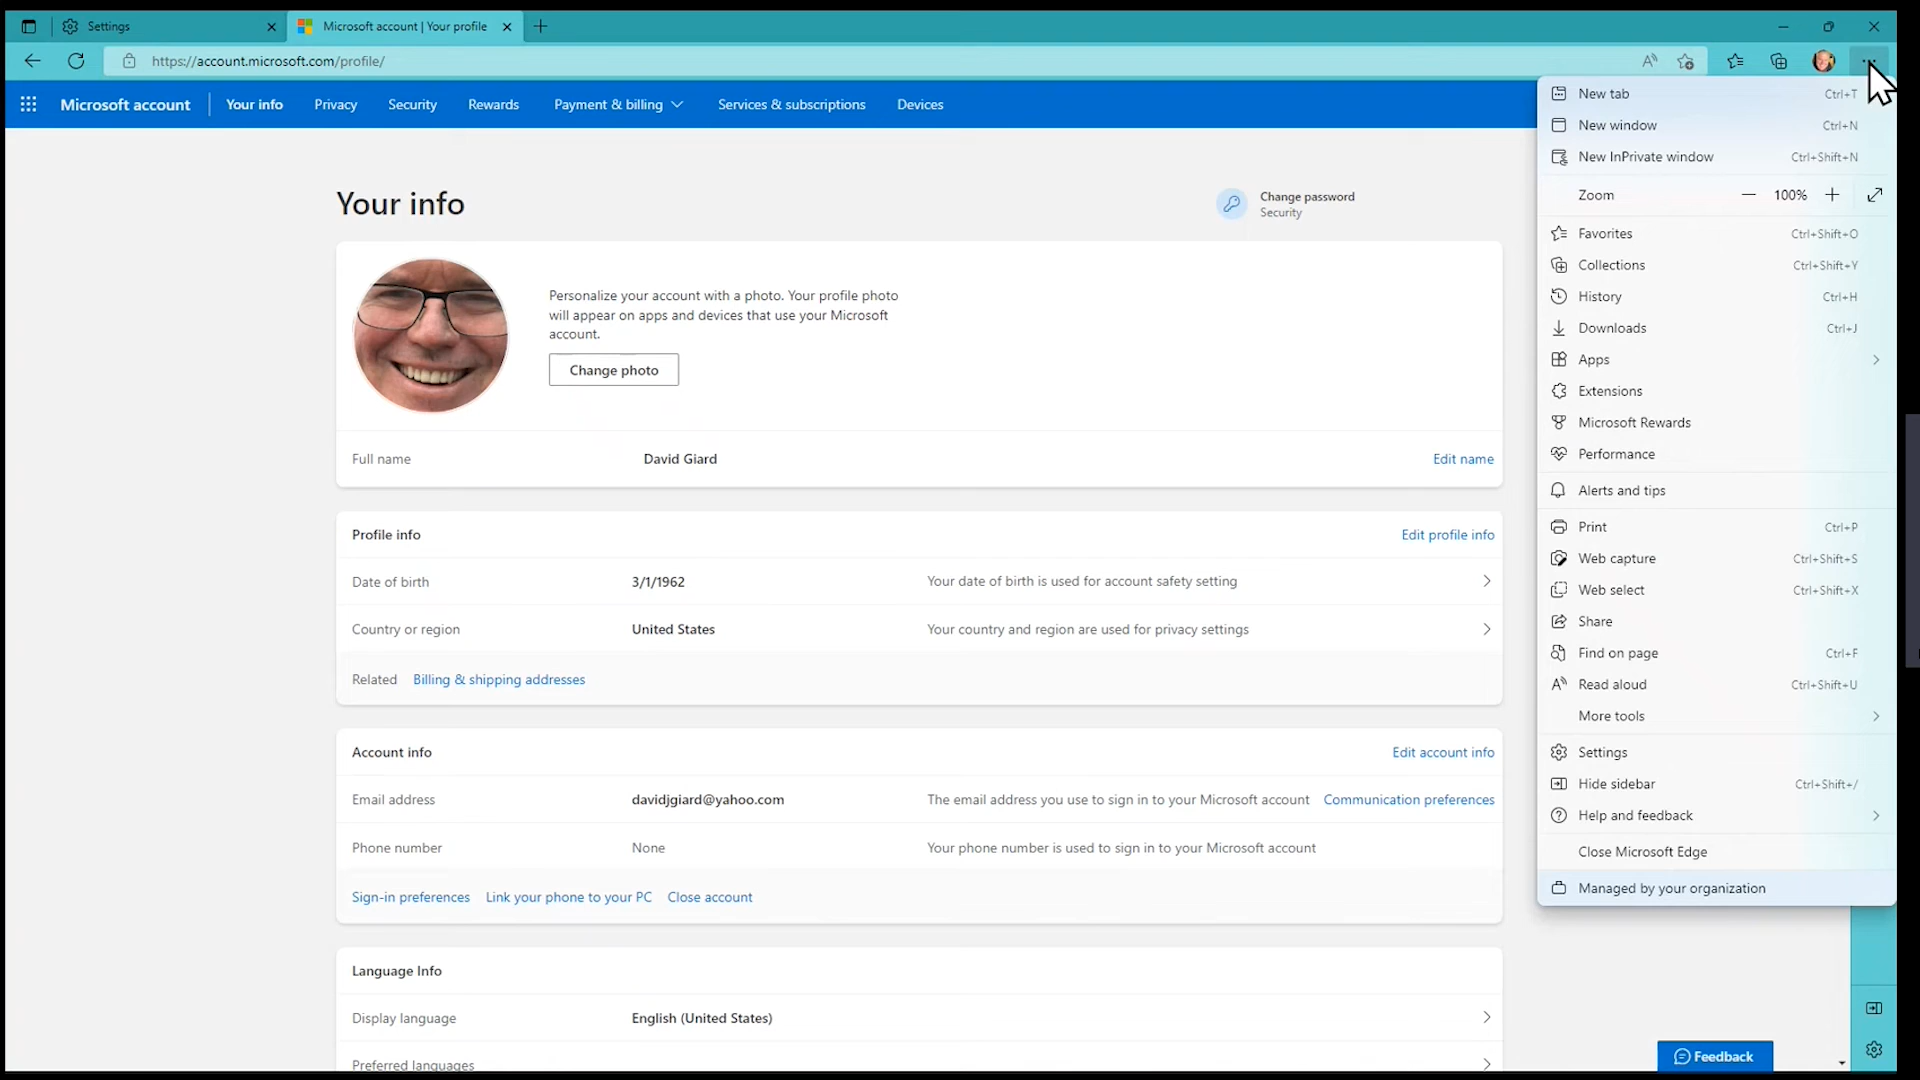 Settings
Microsoft account | Your profile
https://account.microsoft.com/profile/
Microsoft account
Your info
Privacy
Security
Rewards
Payment & billing
Services & subscriptions
Devices
Your info
Change password
Security
Personalize your account with a photo. Your profile photo
will appear on apps and devices that use your Microsoft
account.
Change photo
Full name
David Giard
Edit name
Profile info
Edit profile info
Date of birth
3/1/1962
Your date of birth is used for account safety setting
Country or region
United States
Your country and region are used for privacy settings
Related
Billing & shipping addresses
Account info
Edit account info
Email address
davidjgiard@yahoo.com
The email address you use to sign in to your Microsoft account
Communication preferences
Phone number
None
Your phone number is used to sign in to your Microsoft account
Sign-in preferences
Link your phone to your PC
Close account
Language Info
Display language
English (United States)
Preferred languages
New tab Ctrl+T
New window Ctrl+N
New InPrivate window Ctrl+Shift+N
Zoom 100%
Favorites Ctrl+Shift+O
Collections Ctrl+Shift+Y
History Ctrl+H
Downloads Ctrl+J
Apps
Extensions
Microsoft Rewards
Performance
Alerts and tips
Print Ctrl+P
Web capture Ctrl+Shift+S
Web select Ctrl+Shift+X
Share
Find on page Ctrl+F
Read aloud Ctrl+Shift+U
More tools
Settings
Hide sidebar Ctrl+Shift+/
Help and feedback
Close Microsoft Edge
Managed by your organization
Feedback